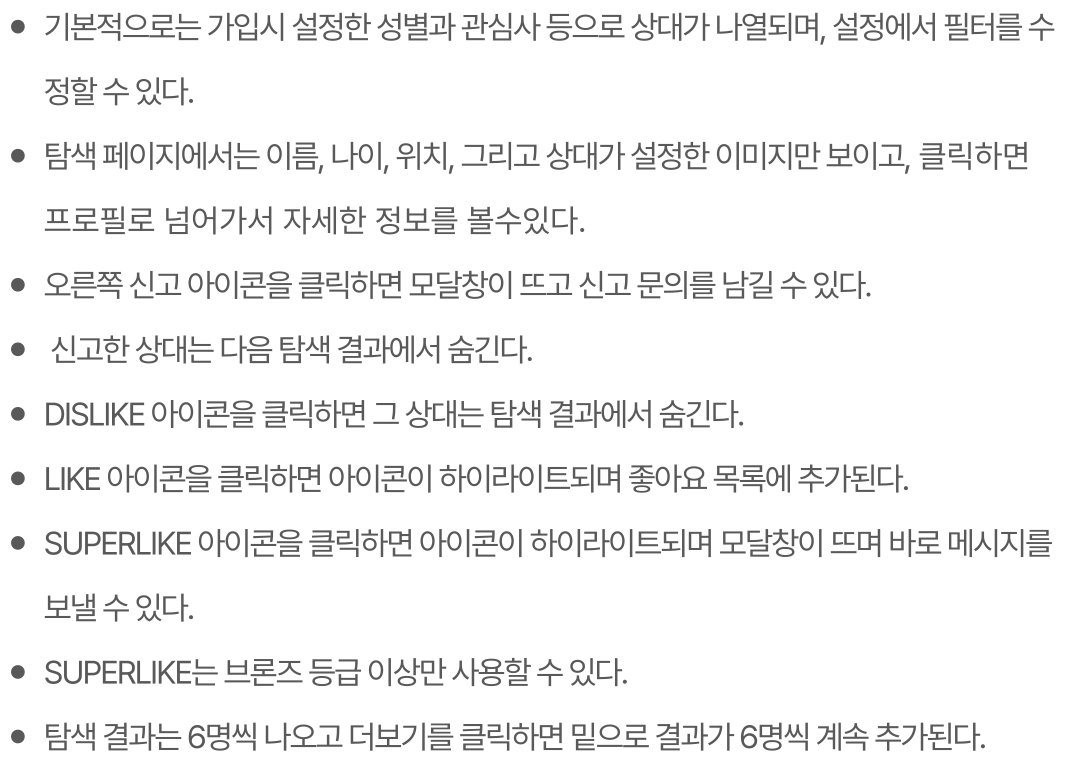 • 기본적으로는 가입시 설정한 성별과 관심사 등으로 상대가 나열되며, 설정에서 필터를 수
정할 수 있다.
• 탐색 페이지에서는 이름, 나이, 위치, 그리고 상대가 설정한 이미지만 보이고, 클릭하면
프로필로 넘어가서 자세한 정보를 볼수있다.
• 오른쪽 신고 아이콘을 클릭하면 모달창이 뜨고 신고 문의를 남길 수 있다.
• 신고한 상대는 다음 탐색 결과에서 숨긴다.
• DISLIKE 아이콘을 클릭하면 그 상대는 탐색 결과에서 숨긴다.
• LIKE 아이콘을 클릭하면 아이콘이 하이라이트되며 좋아요 목록에 추가된다.
• SUPERLIKE 아이콘을 클릭하면 아이콘이 하이라이트되며 모달창이 뜨며 바로 메시지를
보낼 수 있다.
• SUPERLIKE는 브론즈 등급 이상만 사용할 수 있다.
• 탐색 결과는 6명씩 나오고 더보기를 클릭하면 밑으로 결과가 6명씩 계속 추가된다.